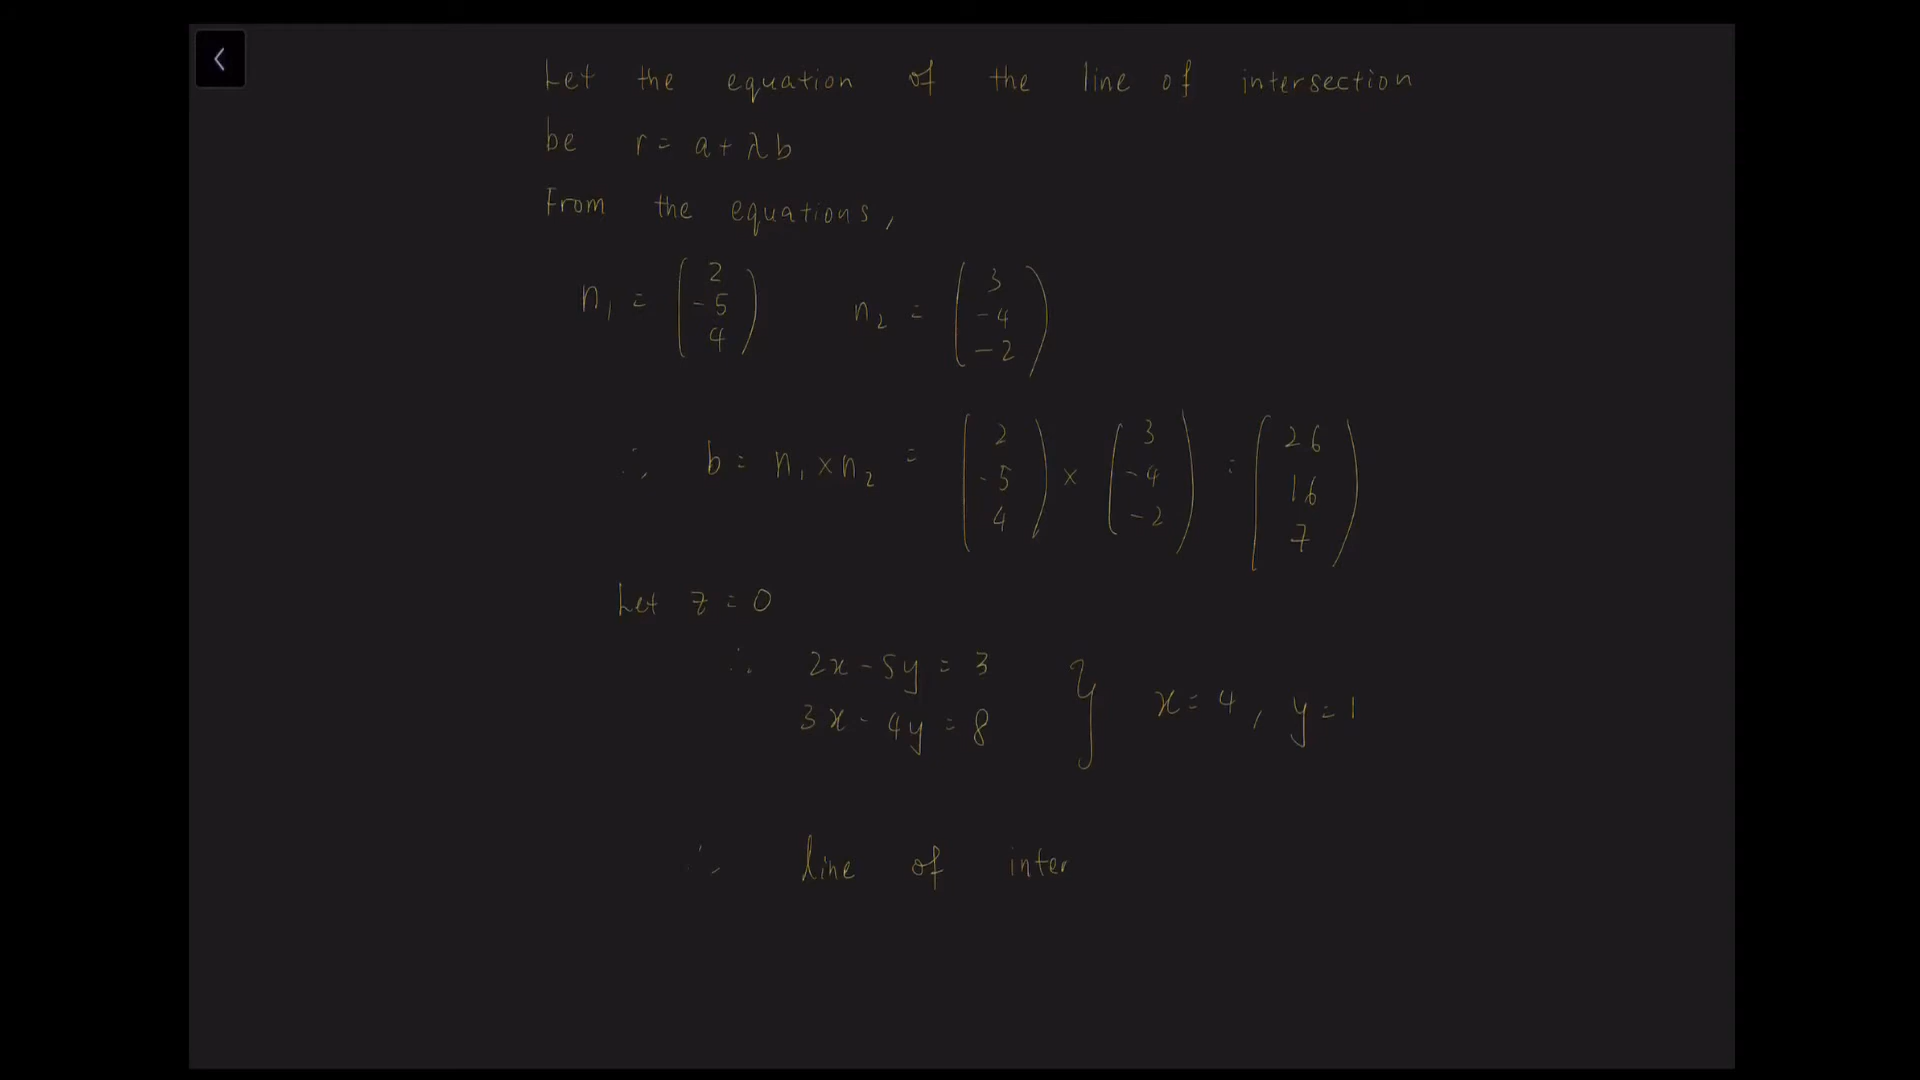 Let the equation of the line of intersection
be r = a + λb
From the equations,
n₁ = (2 -5 4) n₂ = (3 -4 -2)
∴ b = n₁ × n₂ = (2 -5 4) × (3 -4 -2) = (26 16 7)
Let z = 0
∴ 2x - 5y = 3
3x - 4y = 8 } x = 4, y = 1
∴ line of inter